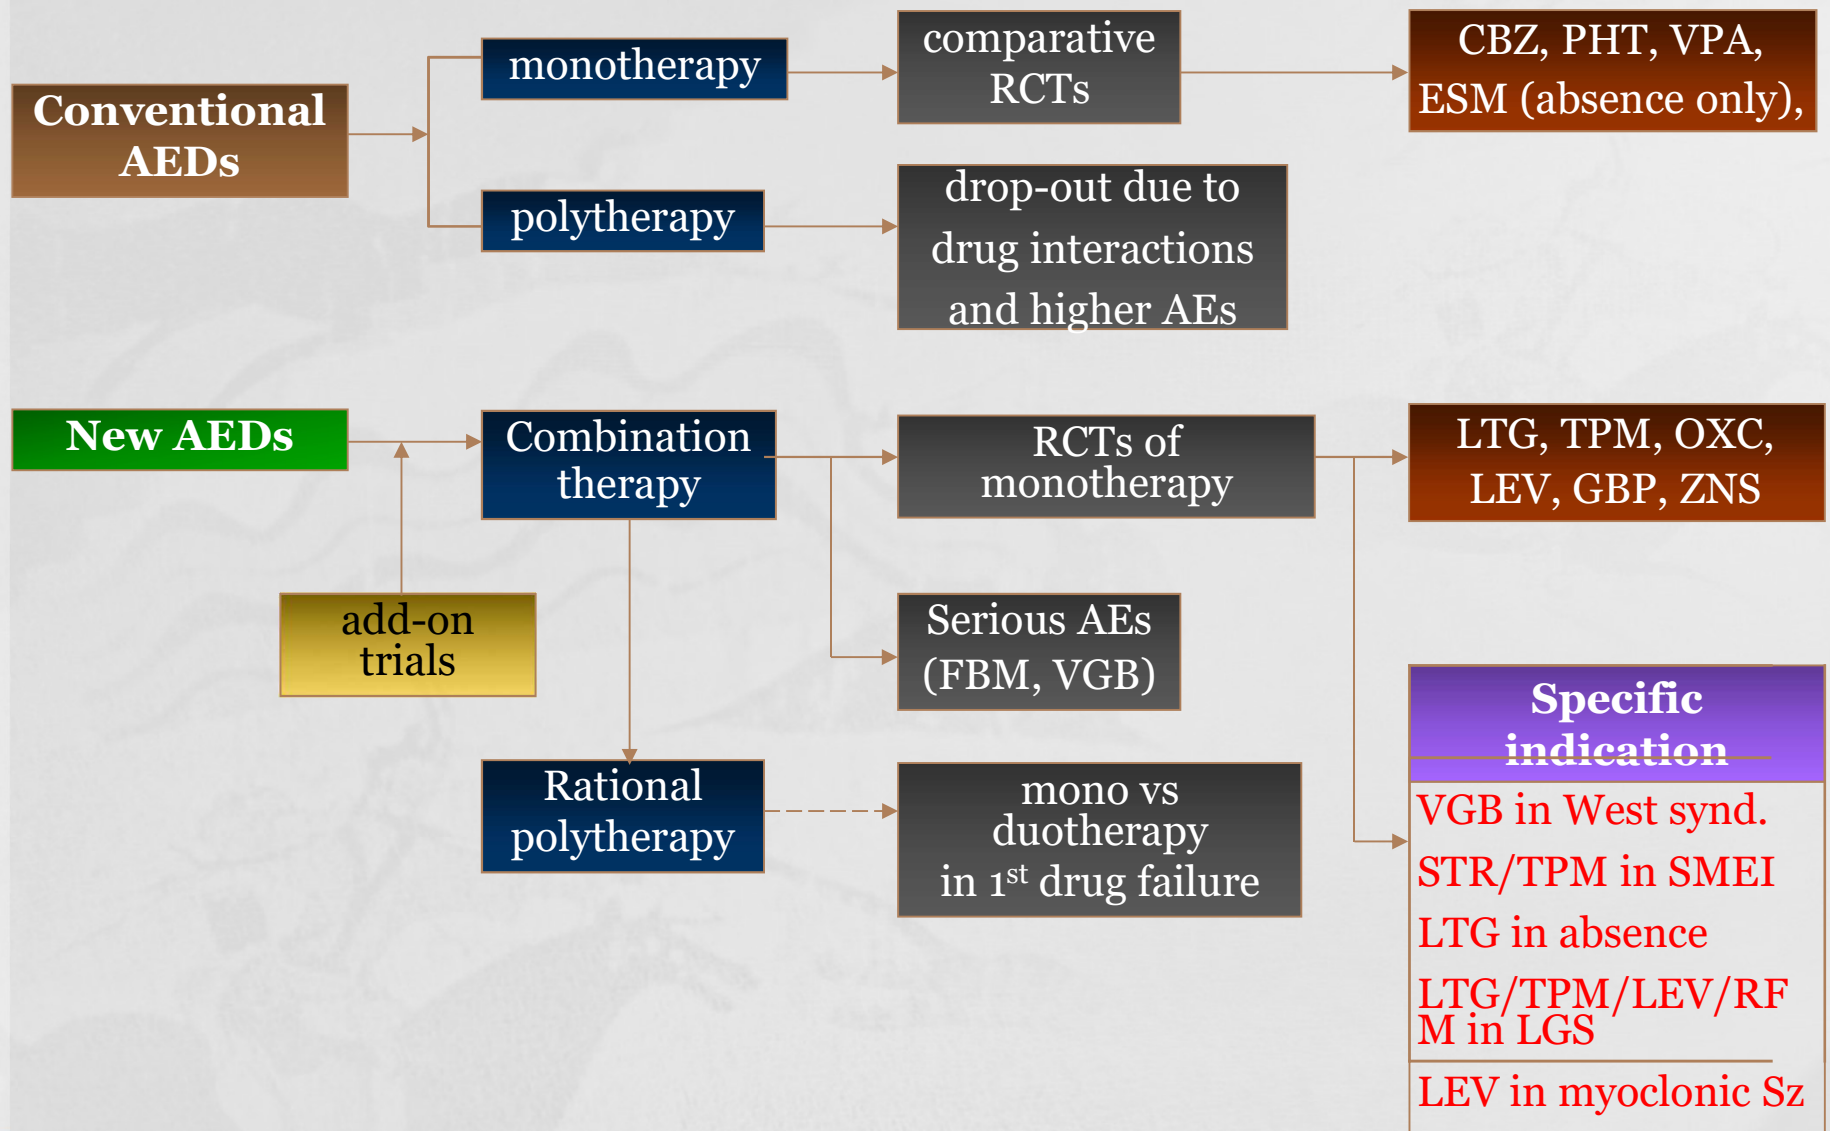 Conventional
AEDs
monotherapy
comparative
RCTs
CBZ, PHT, VPA,
ESM (absence only),
polytherapy
drop-out due to
drug interactions
and higher AEs
New AEDs
Combination
therapy
RCTs of
monotherapy
LTG, TPM, OXC,
LEV, GBP, ZNS
add-on
trials
Serious AEs
(FBM, VGB)
Rational
polytherapy
mono vs
duotherapy
in 1st drug failure
Specific
indication
VGB in West synd.
STR/TPM in SMEI
LTG in absence
LTG/TPM/LEV/RF
M in LGS
LEV in myoclonic Sz